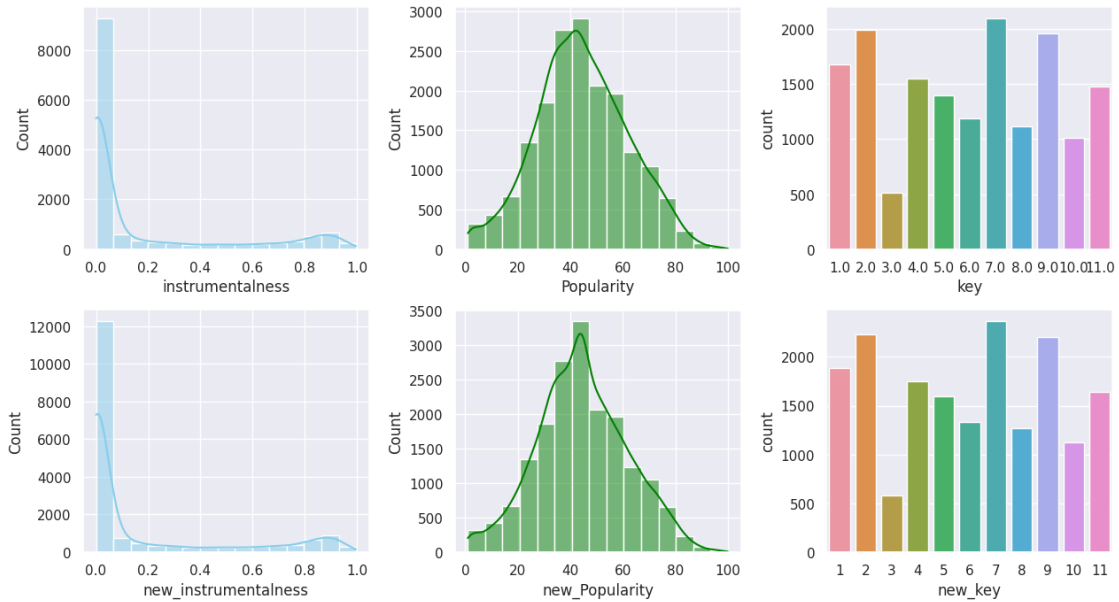 Count
8000
6000
4000
2000
0
0.0 0.2 0.4 0.6 0.8 1.0
instrumentalness
Count
3000
2500
2000
1500
1000
500
0
0 20 40 60 80 100
Popularity
count
2000
1500
1000
500
0
1.0 2.0 3.0 4.0 5.0 6.0 7.0 8.0 9.0 10.0 11.0
key
Count
12000
10000
8000
6000
4000
2000
0
0.0 0.2 0.4 0.6 0.8 1.0
new_instrumentalness
Count
3500
3000
2500
2000
1500
1000
500
0
0 20 40 60 80 100
new_Popularity
count
2000
1500
1000
500
0
1 2 3 4 5 6 7 8 9 10 11
new_key